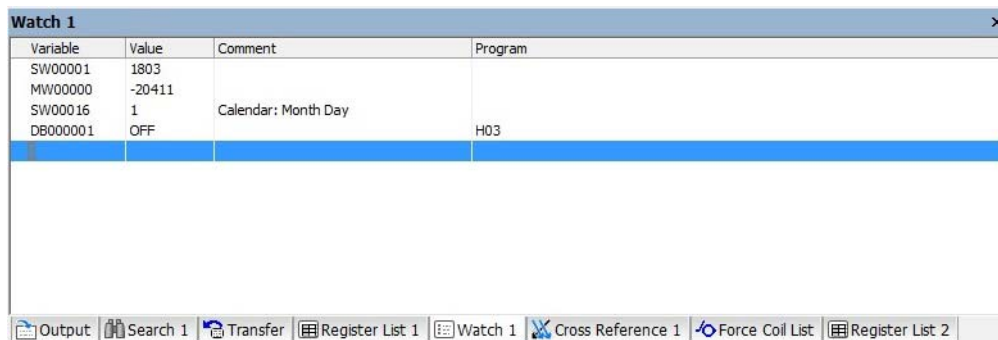 Watch 1
Variable Value Comment Program
SW00001 1803
MW00000 -20411
SW00016 1 Calendar: Month Day
DB000001 OFF H03
Output Search 1 Transfer Register List 1 Watch 1 Cross Reference 1 Force Coil List Register List 2